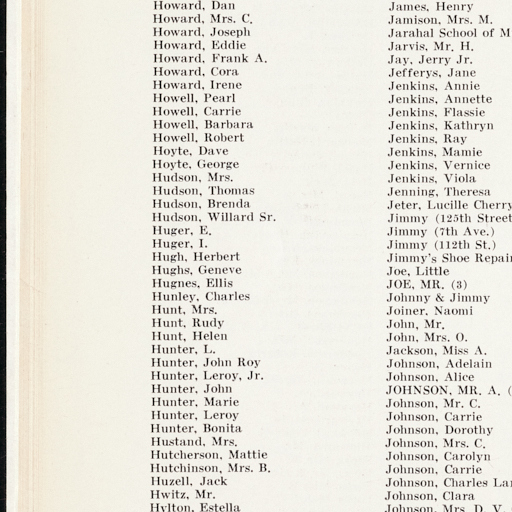 Howard, Dan
Howard, Mrs. C.
Howard, Joseph
Howard, Eddie
Howard, Frank A.
Howard, Cora
Howard, Irene
Howell, Pearl
Howell, Carrie
Howell, Barbara
Howell, Robert
Hoyte, Dave
Hoyte, George
Hudson, Mrs.
Hudson, Thomas
Hudson, Brenda
Hudson, Willard Sr.
Huger, E.
Huger, I.
Hugh, Herbert
Hughs, Geneve
Hugnes, Ellis
Hunley, Charles
Hunt, Mrs.
Hunt, Rudy
Hunt, Helen
Hunter, L.
Hunter, John Roy
Hunter, Leroy, Jr.
Hunter, John
Hunter, Marie
Hunter, Leroy
Hunter, Bonita
Hustand, Mrs.
Hutcherson, Mattie
Hutchinson, Mrs. B.
Huzell, Jack
Hwitz, Mr.
Hylton, Estella
James, Henry
Jamison, Mrs. M.
Jarahal School of M
Jarvis, Mr. H.
Jay, Jerry Jr.
Jefferys, Jane
Jenkins, Annie
Jenkins, Annette
Jenkins, Flassie
Jenkins, Kathryn
Jenkins, Ray
Jenkins, Mamie
Jenkins, Vernice
Jenkins, Viola
Jenning, Theresa
Jeter, Lucille Cherry
Jimmy (125th Street
Jimmy (7th Ave.)
Jimmy (112th St.)
Jimmy's Shoe Repair
Joe, Little
JOE, MR. (3)
Johnny & Jimmy
Joiner, Naomi
John, Mr.
John, Mrs. O.
Jackson, Miss A.
Johnson, Adelain
Johnson, Alice
JOHNSON, MR. A. (
Johnson, Mr. C.
Johnson, Carrie
Johnson, Dorothy
Johnson, Mrs. C.
Johnson, Carolyn
Johnson, Carrie
Johnson, Charles La
Johnson, Clara
Johnson, Mrs. D. V.